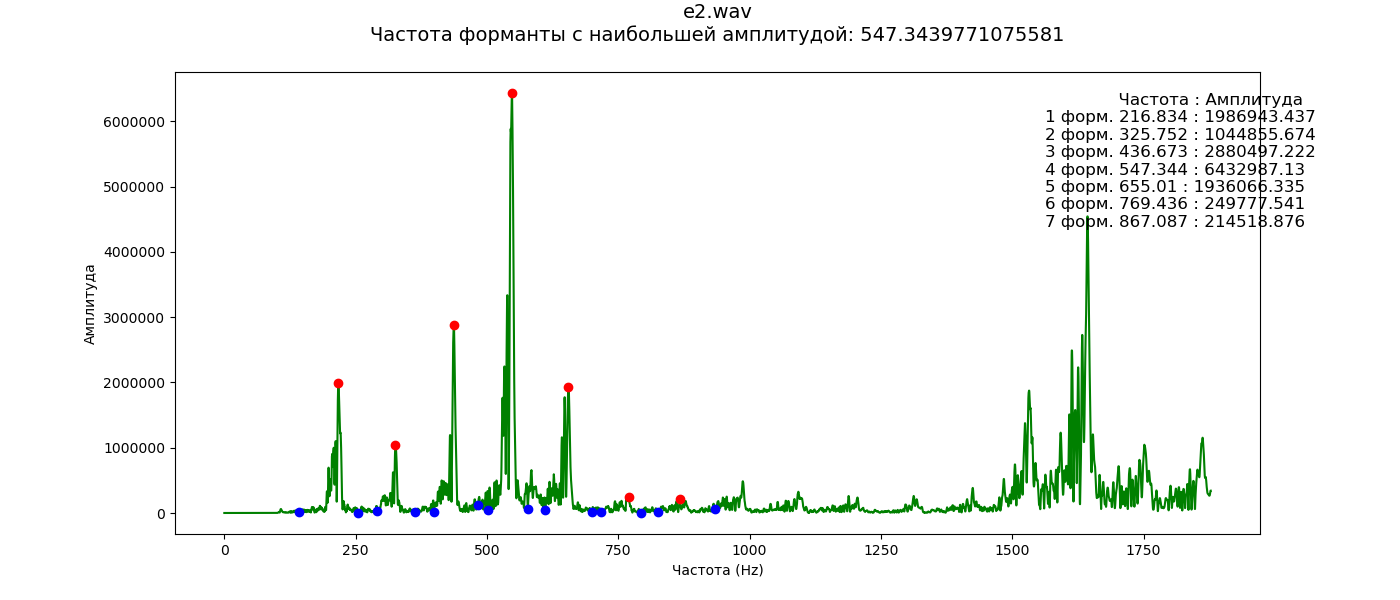 e2.wav
Частота форманты с наибольшей амплитудой: 547.3439771075581
Частота : Амплитуда
1 форм. 216.834 : 1986943.437
2 форм. 325.752 : 1044855.674
3 форм. 436.673 : 2880497.222
4 форм. 547.344 : 6432987.13
5 форм. 655.01 : 1936066.335
6 форм. 769.436 : 249777.541
7 форм. 867.087 : 214518.876
Амплитуда
6000000
5000000
4000000
3000000
2000000
1000000
0
0 250 500 750 1000 1250 1500 1750
Частота (Hz)